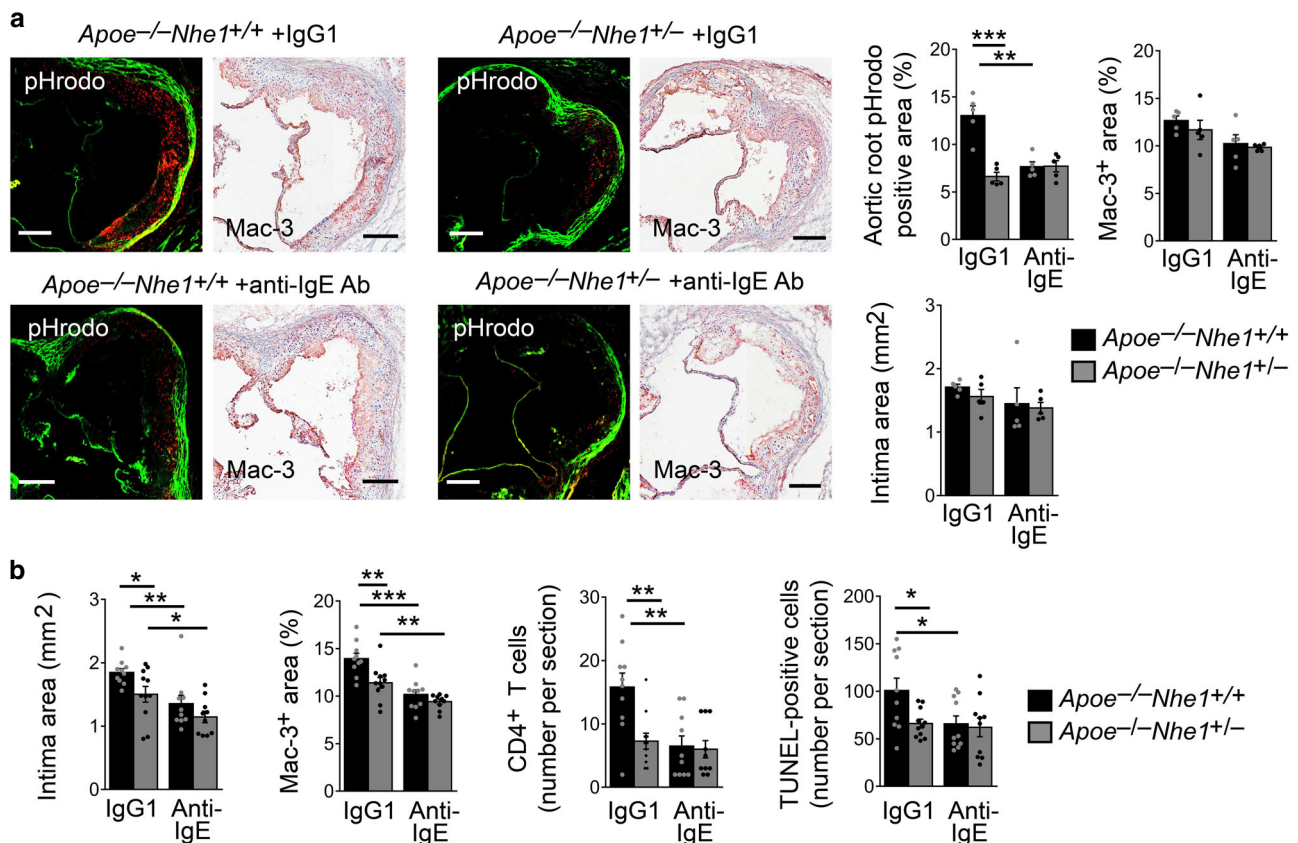 a
Apoe–/–Nhe1+/+ +IgG1
Apoe–/–Nhe1+/– +IgG1
pHrodo
Mac-3
pHrodo
Mac-3
Apoe–/–Nhe1+/+ +anti-IgE Ab
Apoe–/–Nhe1+/– +anti-IgE Ab
pHrodo
Mac-3
pHrodo
Mac-3
Aortic root pHrodo
positive area (%)
20
15
10
5
0
***
**
IgG1
Anti-
IgE
Mac-3+ area (%)
20
15
10
5
0
IgG1
Anti-
IgE
Intima area (mm2)
3
2
1
0
IgG1
Anti-
IgE
Apoe–/–Nhe1+/+
Apoe–/–Nhe1+/–
b
Intima area (mm2)
3
2
1
0
*
**
*
IgG1
Anti-
IgE
Mac-3+ area (%)
20
15
10
5
0
**
***
**
IgG1
Anti-
IgE
CD4+ T cells
(number per section)
30
20
10
0
**
**
IgG1
Anti-
IgE
TUNEL-positive cells
(number per section)
200
150
100
50
0
*
*
IgG1
Anti-
IgE
Apoe–/–Nhe1+/+
Apoe–/–Nhe1+/–